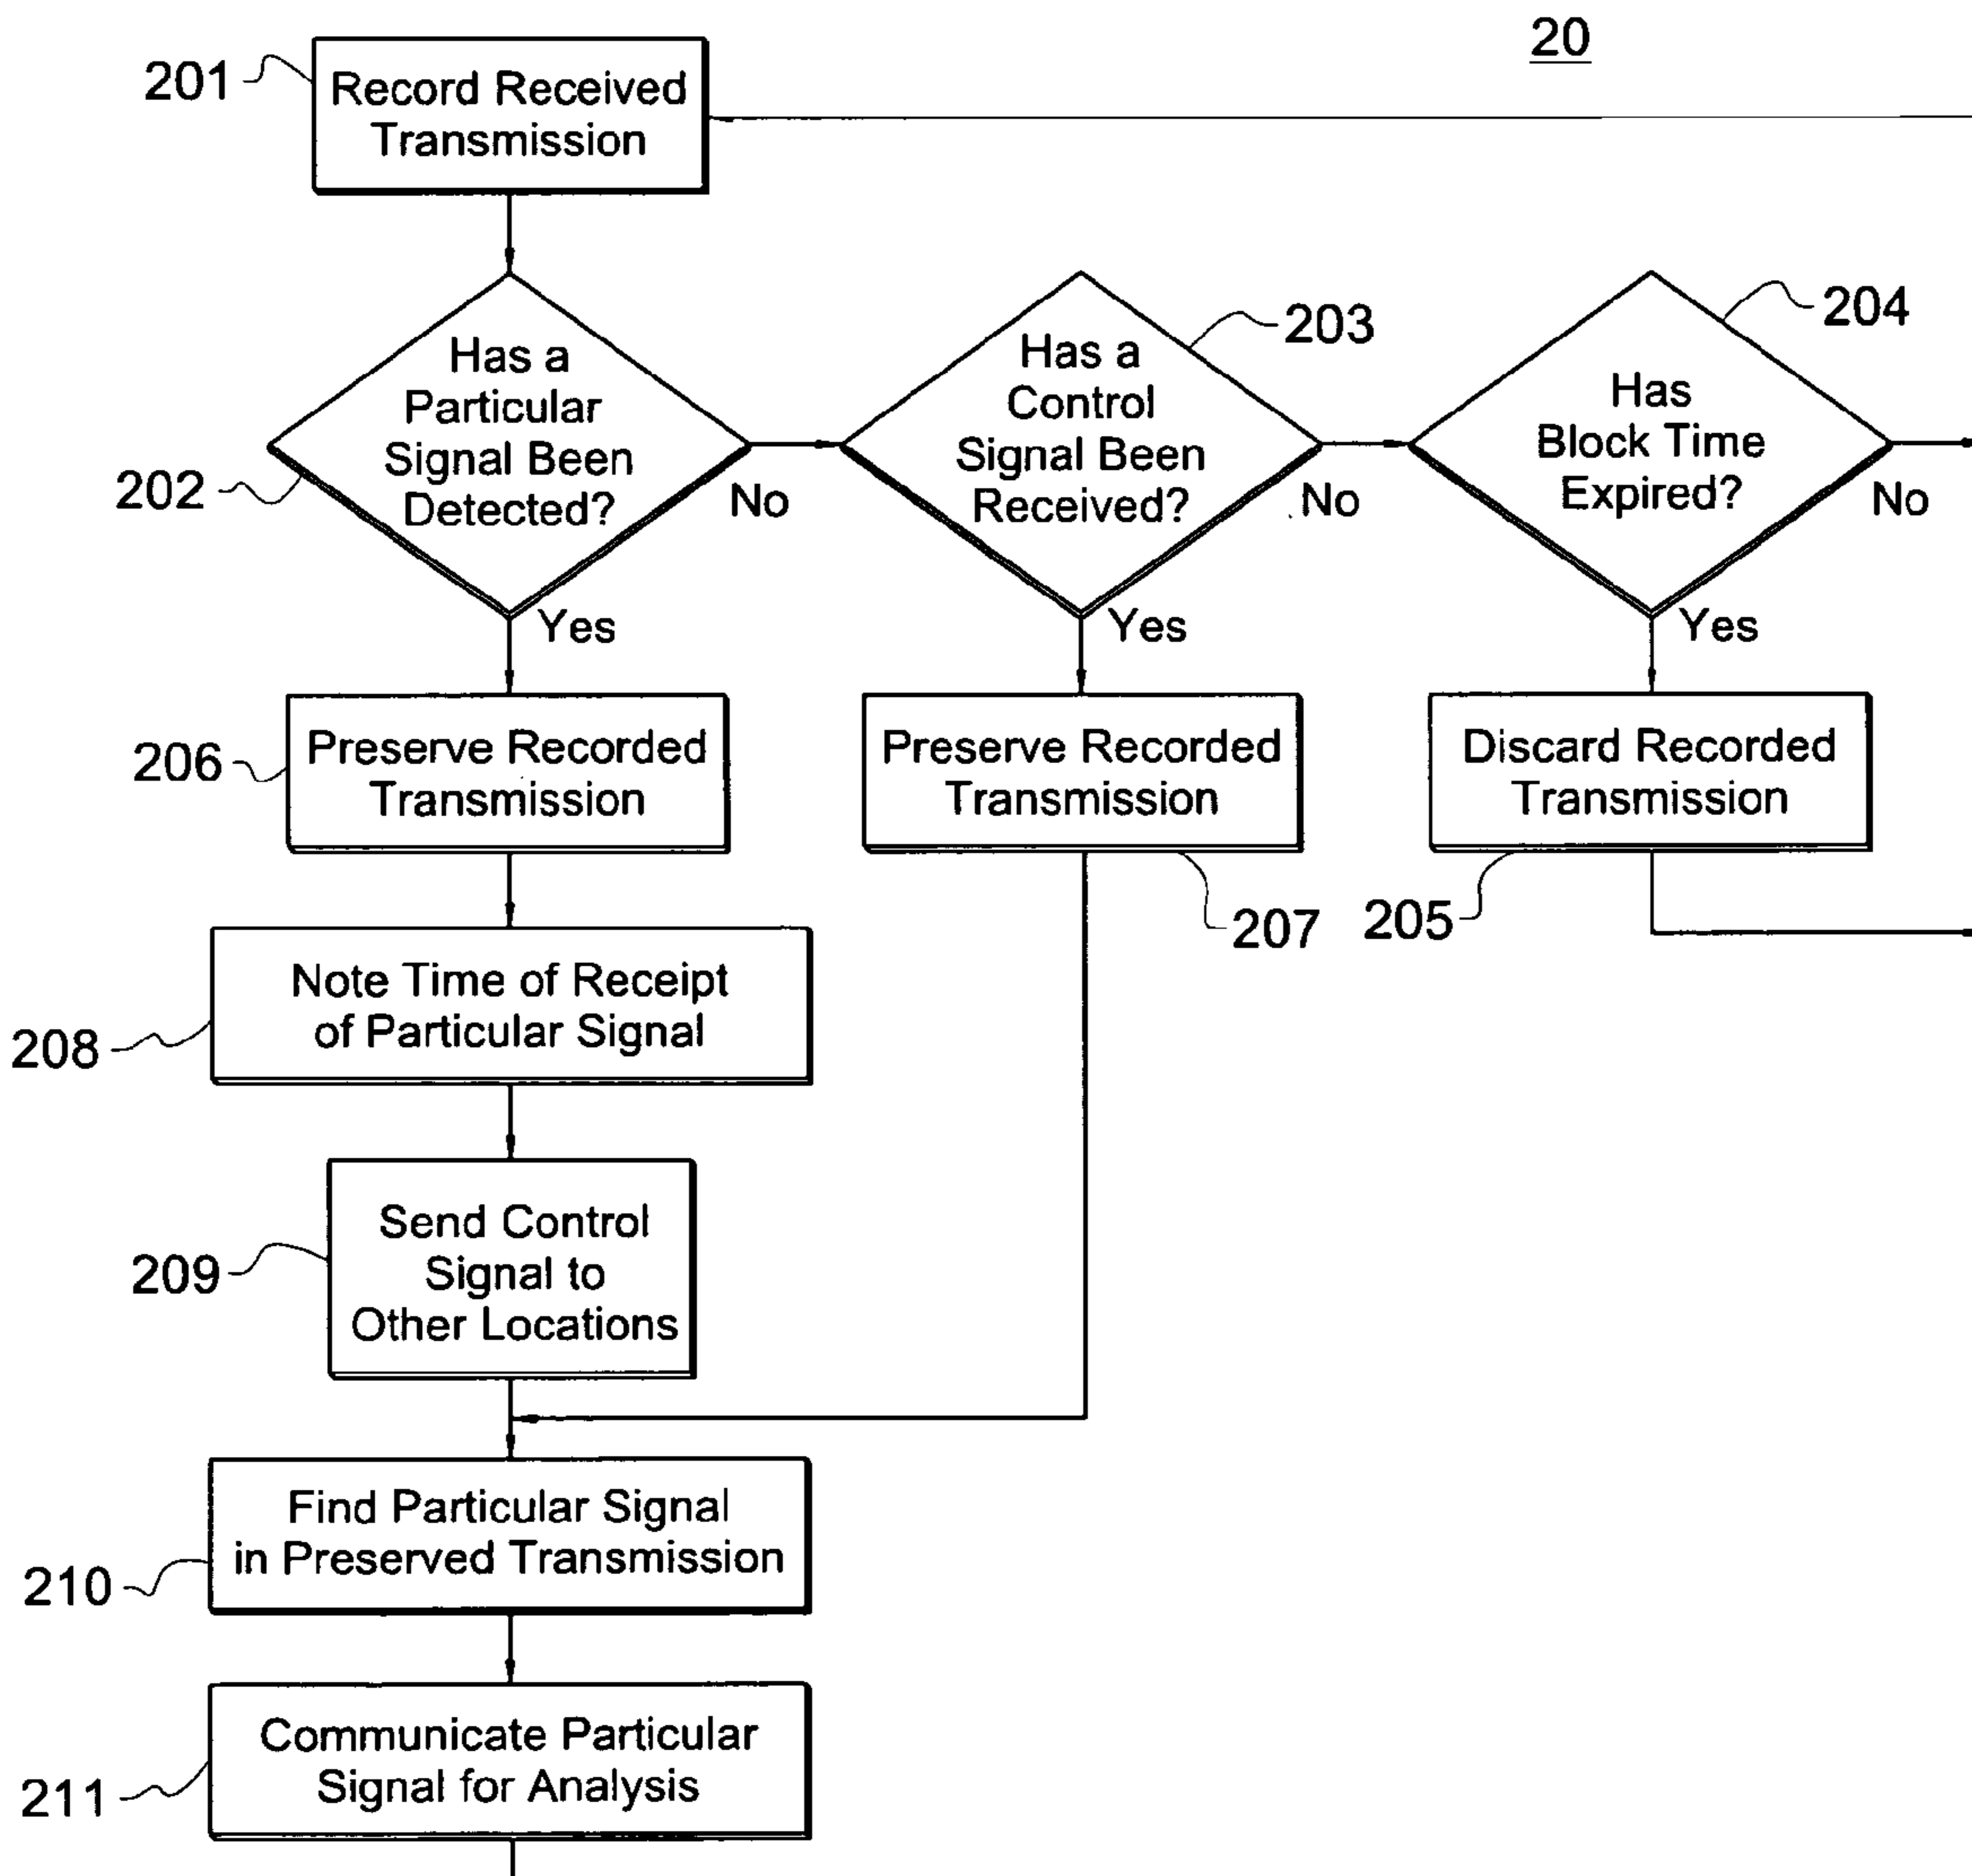 20
201
Record Received
Transmission
202
Has a
Particular
Signal Been
Detected?
No
Yes
203
Has a
Control
Signal Been
Received?
No
Yes
204
Has
Block Time
Expired?
No
Yes
206
Preserve Recorded
Transmission
Preserve Recorded
Transmission
207
Discard Recorded
Transmission
205
208
Note Time of Receipt
of Particular Signal
209
Send Control
Signal to
Other Locations
210
Find Particular Signal
in Preserved Transmission
211
Communicate Particular
Signal for Analysis